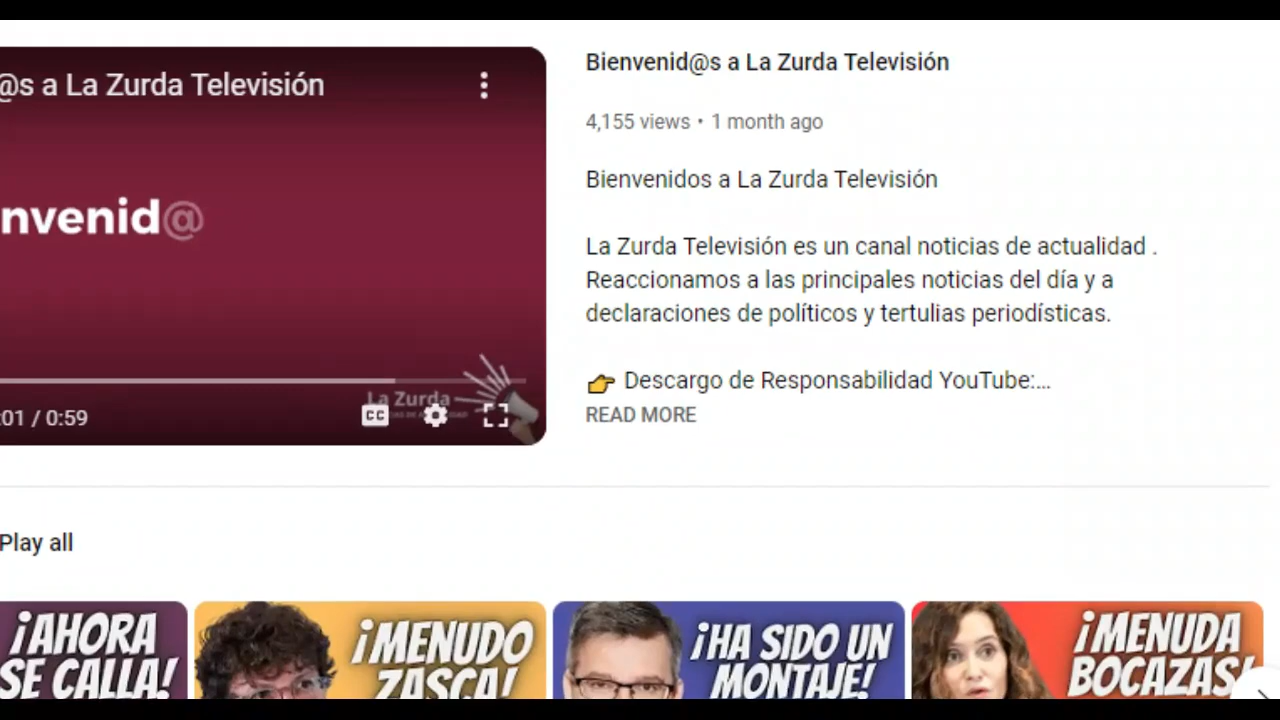 @s a La Zurda Televisión
nvenid@
La Zurda
:01 / 0:59
CC
Bienvenid@s a La Zurda Televisión
4,155 views • 1 month ago
Bienvenidos a La Zurda Televisión
La Zurda Televisión es un canal noticias de actualidad .
Reaccionamos a las principales noticias del día y a
declaraciones de políticos y tertulias periodísticas.
👉 Descargo de Responsabilidad YouTube:...
READ MORE
Play all
¡AHORA
SE CALLA!
¡MENUDO
ZASCA!
¡HA SIDO UN
MONTAJE!
¡MENUDA
BOCAZAS!